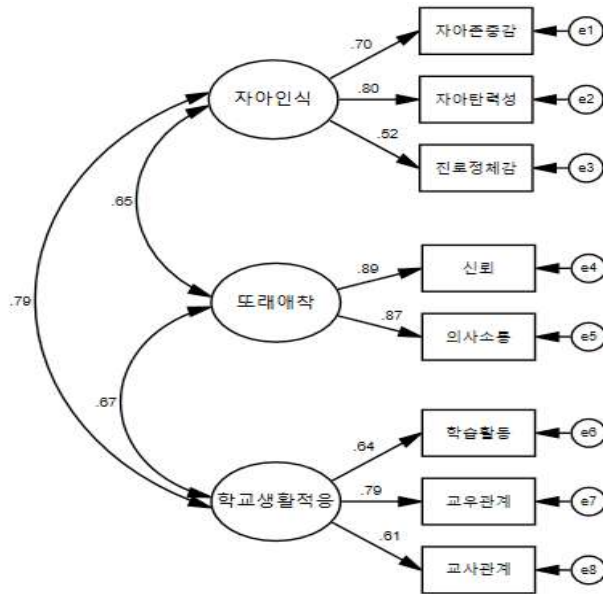 자아존중감
e1
.70
자아인식
.80
자아탄력성
e2
.52
진로정체감
e3
.65
.79
또래애착
.89
신뢰
e4
.87
의사소통
e5
.67
학교생활적응
.64
학습활동
e6
.79
교우관계
e7
.61
교사관계
e8